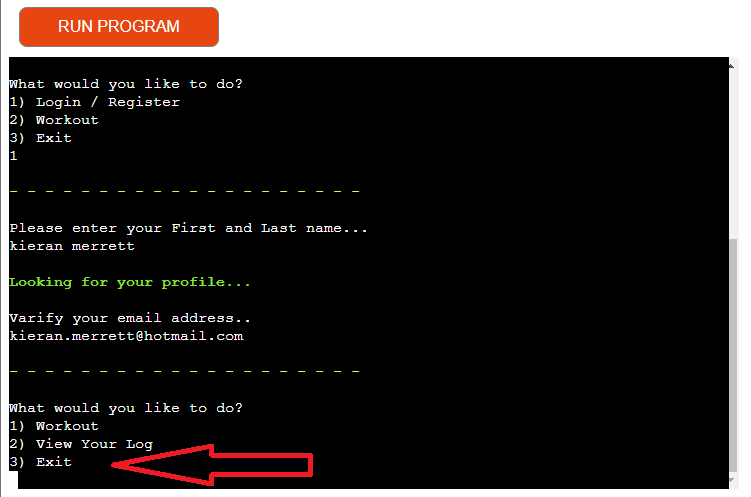 RUN PROGRAM
What would you like to do?
1) Login / Register
2) Workout
3) Exit
1
- - - - - - - - - - - - - - - - - - - -
Please enter your First and Last name...
kieran merrett
Looking for your profile...
Varify your email address..
kieran.merrett@hotmail.com
- - - - - - - - - - - - - - - - - - - -
What would you like to do?
1) Workout
2) View Your Log
3) Exit